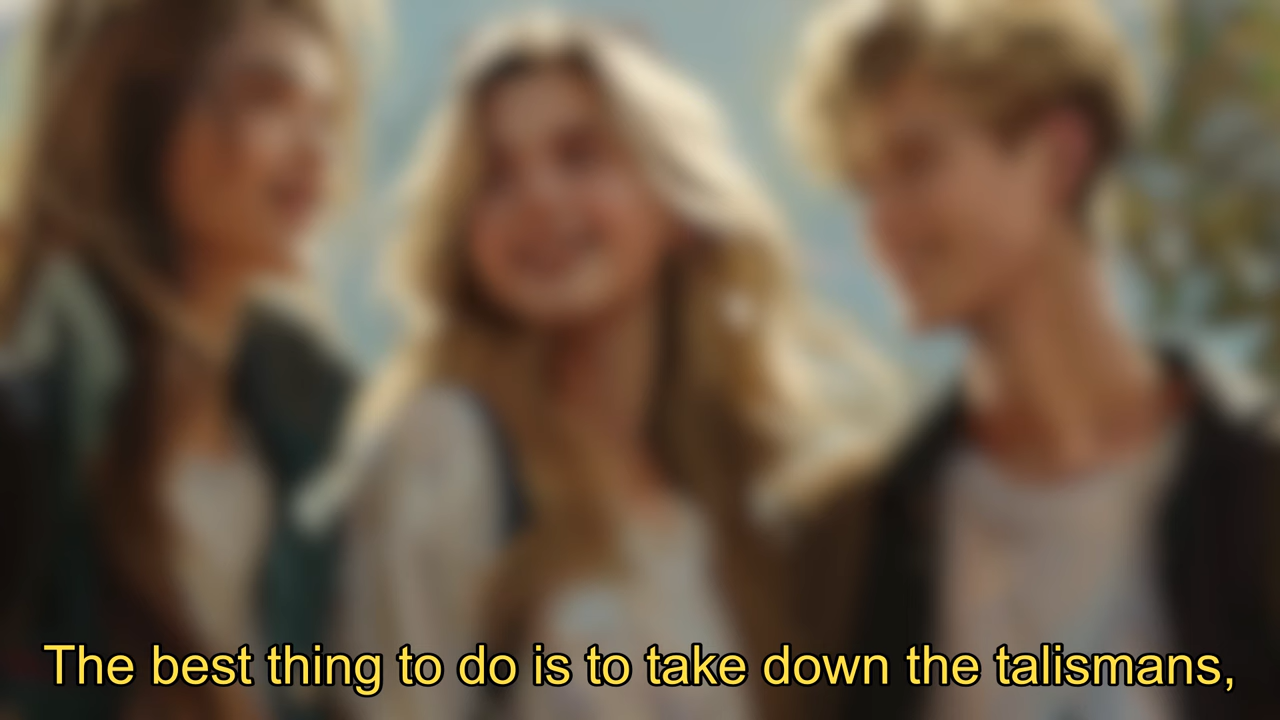 The best thing to do is to take down the talismans,